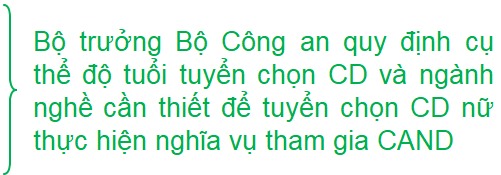 Bộ trưởng Bộ Công an quy định cụ
thể độ tuổi tuyển chọn CD và ngành
nghề cần thiết để tuyển chọn CD nữ
thực hiện nghĩa vụ tham gia CAND